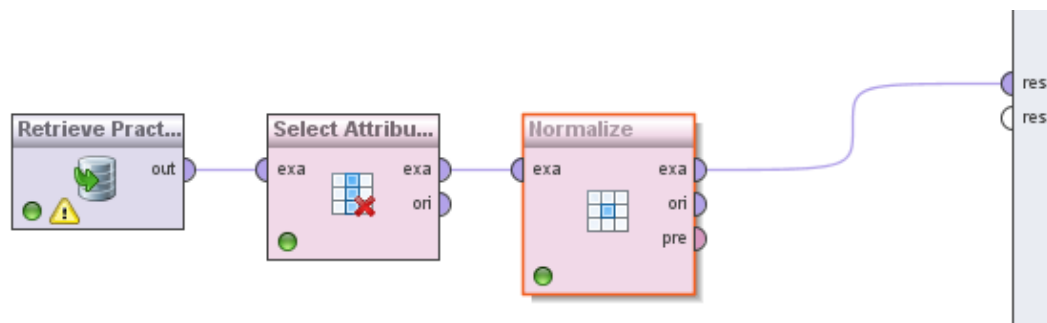 Retrieve Pract...
out
Select Attribu...
exa
exa
ori
Normalize
exa
exa
ori
pre
res
res